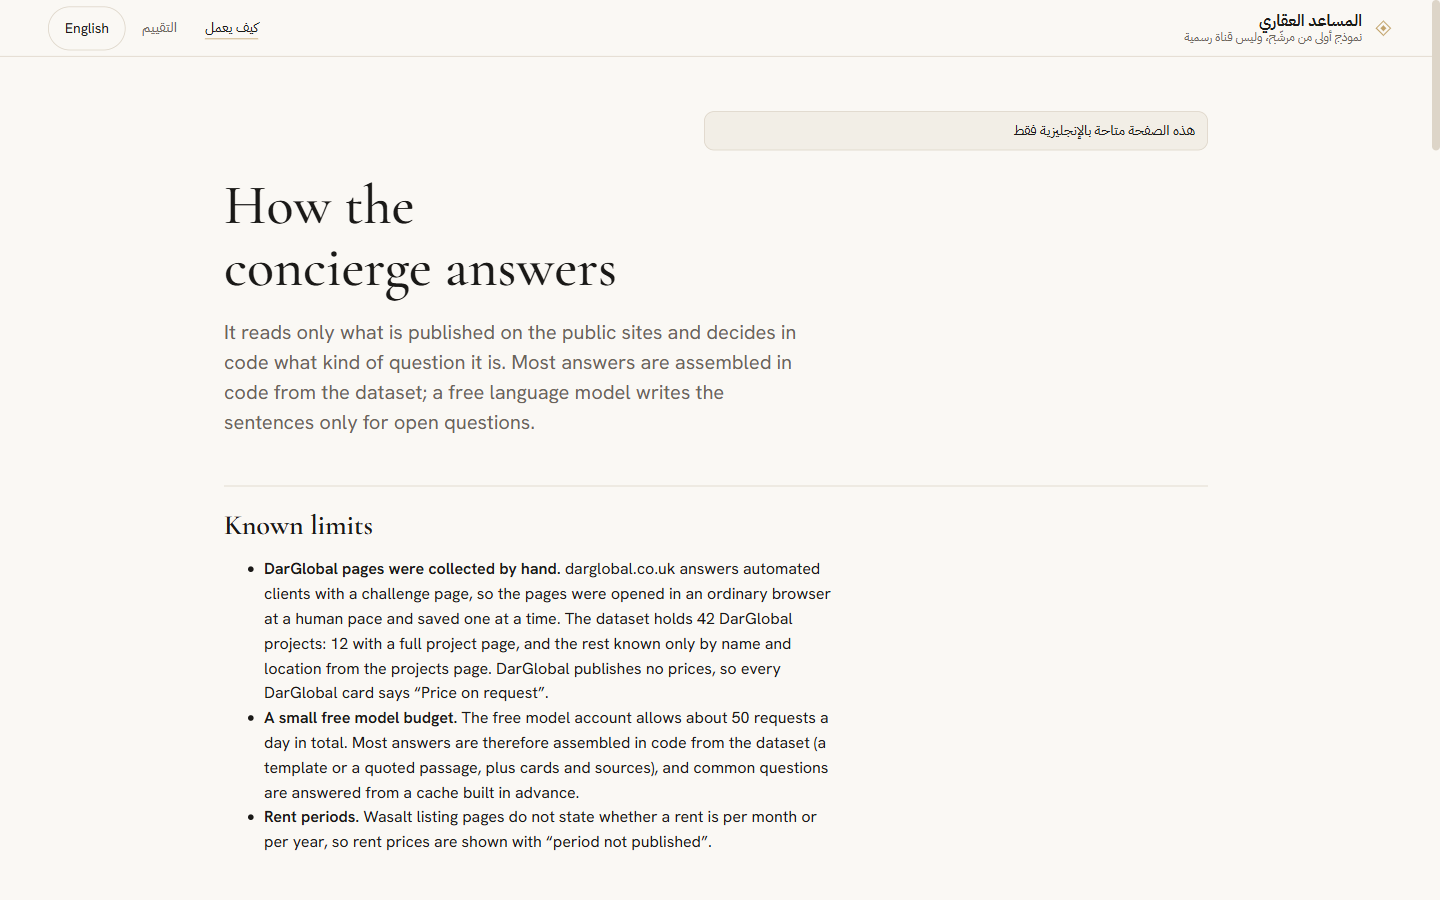 المساعد العقاري
نموذج أولي من مرشّح، وليس قناة رسمية
كيف يعمل
التقييم
English
هذه الصفحة متاحة بالإنجليزية فقط
How the
concierge answers
It reads only what is published on the public sites and decides in
code what kind of question it is. Most answers are assembled in
code from the dataset; a free language model writes the
sentences only for open questions.
Known limits
• DarGlobal pages were collected by hand. darglobal.co.uk answers automated
clients with a challenge page, so the pages were opened in an ordinary browser
at a human pace and saved one at a time. The dataset holds 42 DarGlobal
projects: 12 with a full project page, and the rest known only by name and
location from the projects page. DarGlobal publishes no prices, so every
DarGlobal card says “Price on request”.
• A small free model budget. The free model account allows about 50 requests a
day in total. Most answers are therefore assembled in code from the dataset (a
template or a quoted passage, plus cards and sources), and common questions
are answered from a cache built in advance.
• Rent periods. Wasalt listing pages do not state whether a rent is per month or
per year, so rent prices are shown with “period not published”.